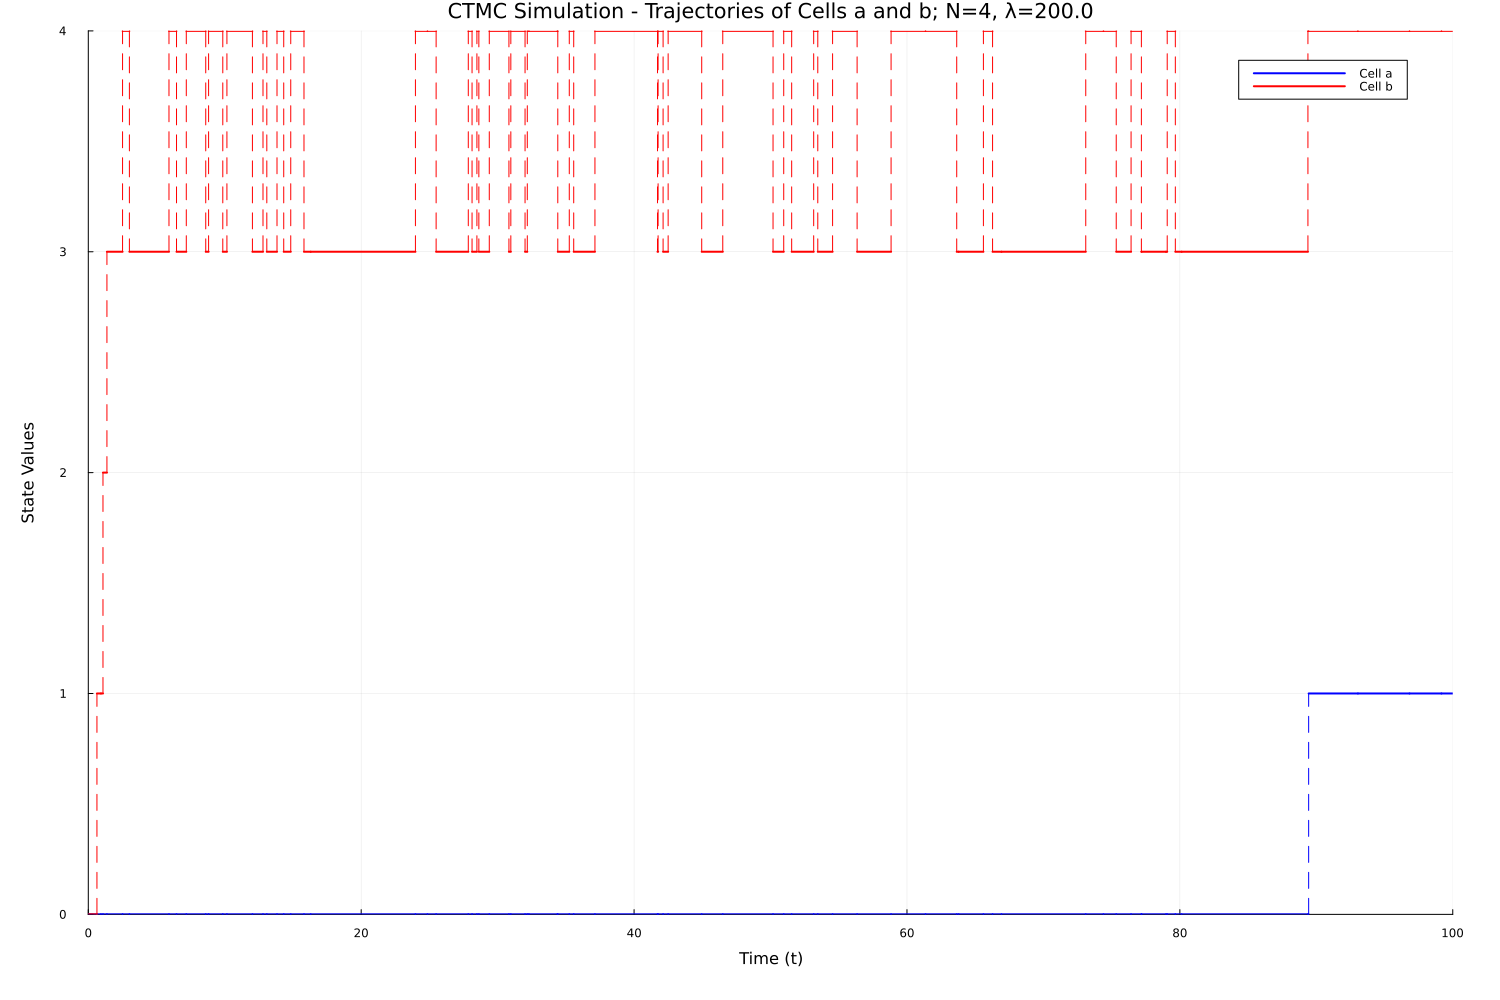 CTMC Simulation - Trajectories of Cells a and b; N=4, λ=200.0
4
Cell a
Cell b
3
State Values
2
1
0
0 20 40 60 80 100
Time (t)